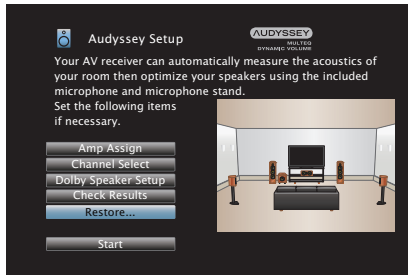 Audyssey Setup
AUDYSSEY
MULTEQ
DYNAMIC VOLUME
Your AV receiver can automatically measure the acoustics of
your room then optimize your speakers using the included
microphone and microphone stand.
Set the following items
if necessary.
Amp Assign
Channel Select
Dolby Speaker Setup
Check Results
Restore...
Start